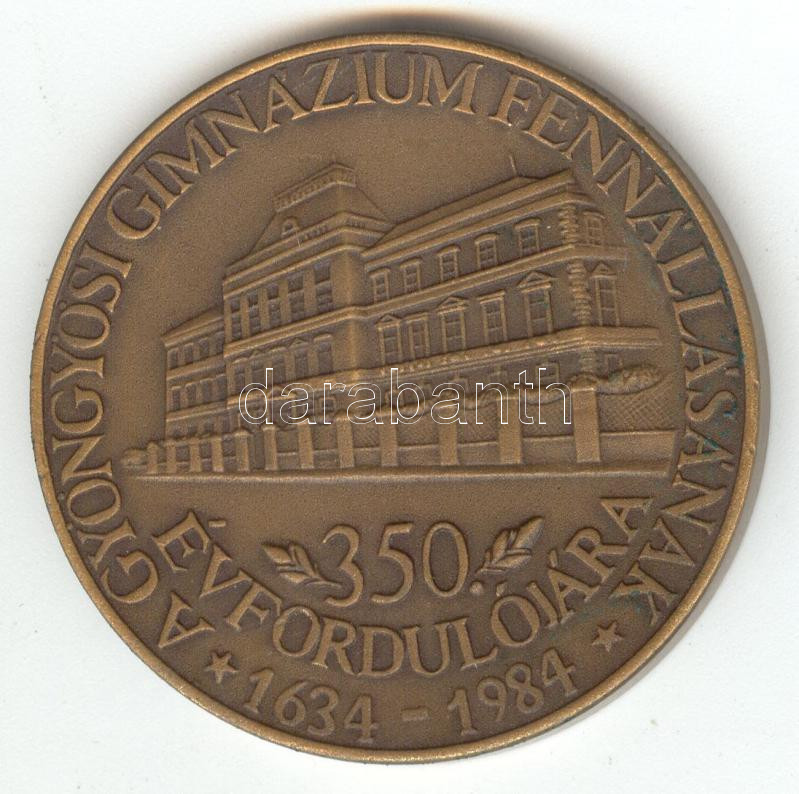 A GYÖNGYÖSI GIMNÁZIUM FENNÁLLÁSÁNAK
350.
ÉVFORDULÓJÁRA
★ 1634 - 1984 ★
darabanth